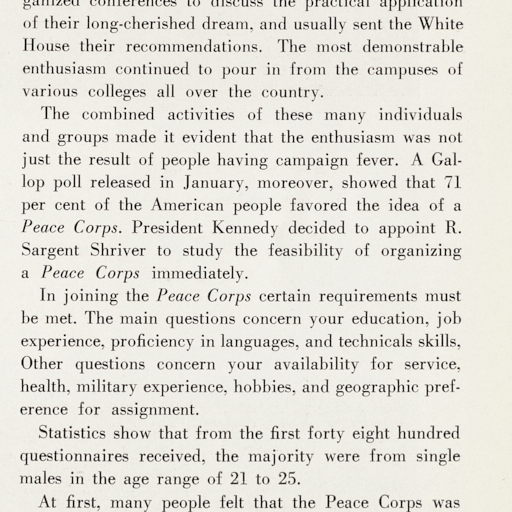 ganized conferences to discuss the practical application
of their long-cherished dream, and usually sent the White
House their recommendations. The most demonstrable
enthusiasm continued to pour in from the campuses of
various colleges all over the country.
The combined activities of these many individuals
and groups made it evident that the enthusiasm was not
just the result of people having campaign fever. A Gal-
lop poll released in January, moreover, showed that 71
per cent of the American people favored the idea of a
Peace Corps. President Kennedy decided to appoint R.
Sargent Shriver to study the feasibility of organizing
a Peace Corps immediately.
In joining the Peace Corps certain requirements must
be met. The main questions concern your education, job
experience, proficiency in languages, and technicals skills,
Other questions concern your availability for service,
health, military experience, hobbies, and geographic pref-
erence for assignment.
Statistics show that from the first forty eight hundred
questionnaires received, the majority were from single
males in the age range of 21 to 25.
At first, many people felt that the Peace Corps was